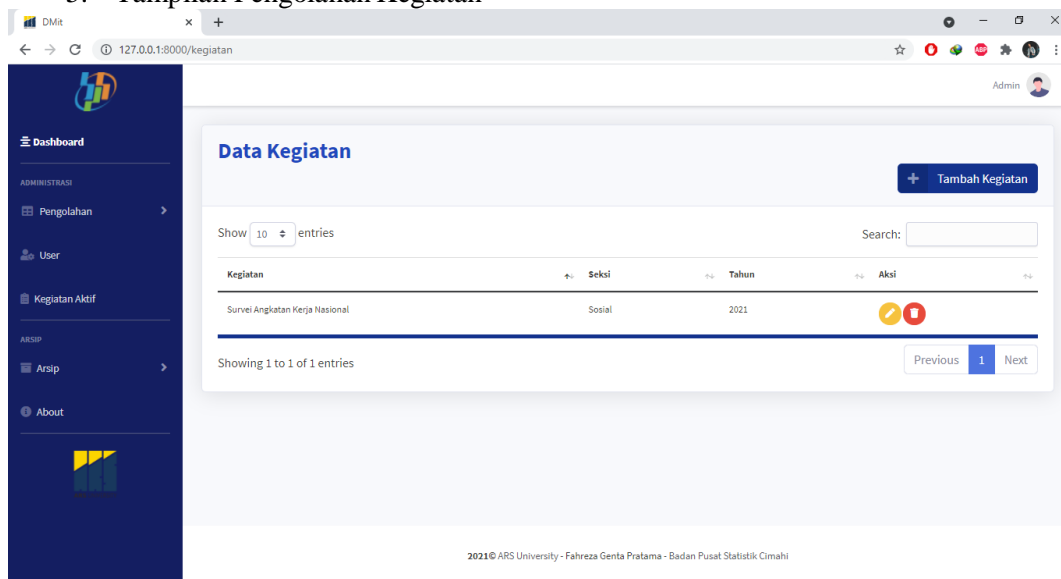 Tampilan Pengolahan Kegiatan
DMit
127.0.0.1:8000/kegiatan
ABP
Admin
Dashboard
Data Kegiatan
ADMINISTRASI
+ Tambah Kegiatan
Pengolahan
Show 10 entries
Search:
User
Kegiatan Seksi Tahun Aksi
Kegiatan Aktif
Survei Angkatan Kerja Nasional Sosial 2021
ARSIP
Showing 1 to 1 of 1 entries
Previous 1 Next
Arsip
About
ARS
2021© ARS University - Fahreza Genta Pratama - Badan Pusat Statistik Cimahi